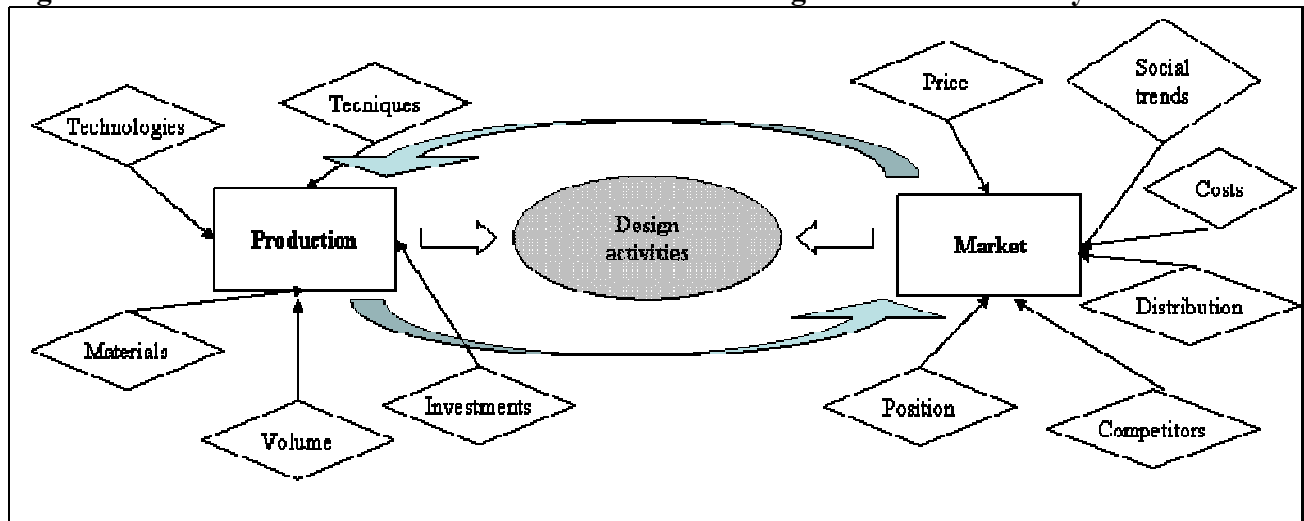 Price
Social
trends
Tecniques
Technologies
Costs
Design
activities
Production
Market
Distribution
Materials
Investments
Position
Volume
Competitors